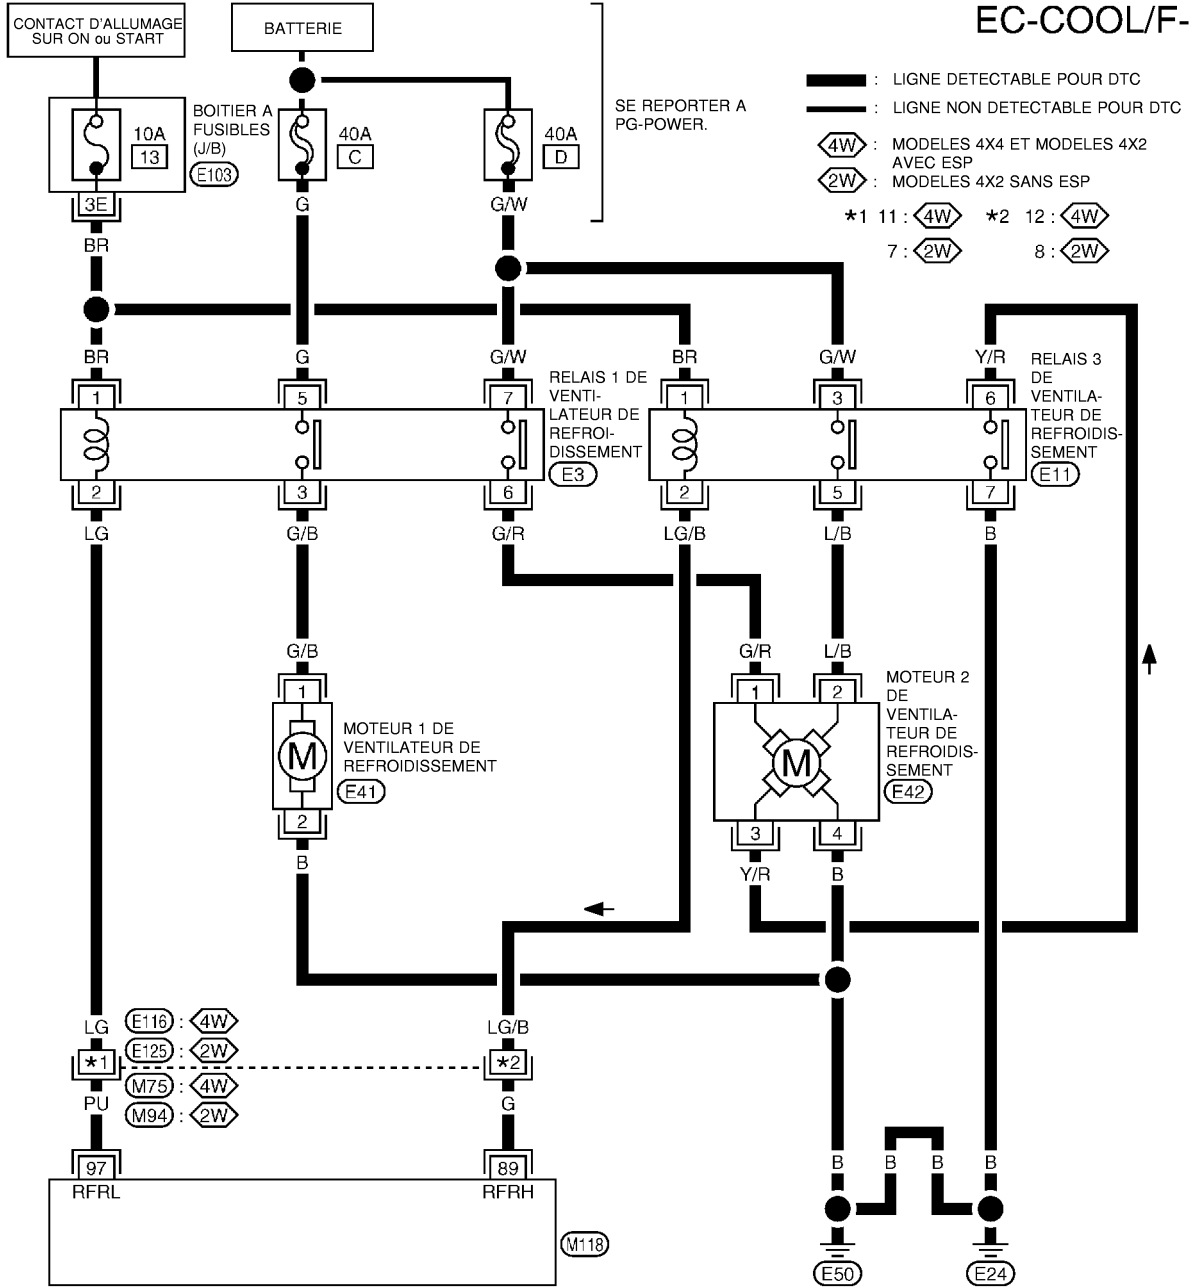 EC-COOL/F-
CONTACT D'ALLUMAGE
SUR ON ou START
BATTERIE
: LIGNE DETECTABLE POUR DTC
: LIGNE NON DETECTABLE POUR DTC
4W : MODELES 4X4 ET MODELES 4X2
AVEC ESP
2W : MODELES 4X2 SANS ESP
*1 11 : 4W *2 12 : 4W
7 : 2W 8 : 2W
SE REPORTER A
PG-POWER.
10A
13
BOITIER A
FUSIBLES
(J/B)
E103
40A
C
40A
D
3E
G
G/W
BR
BR
G
G/W
BR
G/W
Y/R
1
5
7
RELAIS 1 DE
VENTI-
LATEUR DE
REFROI-
DISSEMENT
E3
1
3
6
RELAIS 3
DE
VENTILA-
TEUR DE
REFROIDIS-
SEMENT
E11
2
3
6
2
5
7
LG
G/B
G/R
LG/B
L/B
B
G/B
G/R
L/B
1
M
MOTEUR 1 DE
VENTILATEUR DE
REFROIDISSEMENT
E41
2
B
1
2
M
MOTEUR 2
DE
VENTILA-
TEUR DE
REFROIDIS-
SEMENT
E42
3
4
Y/R
B
LG
E116 : 4W
E125 : 2W
LG/B
*1
*2
M75 : 4W
M94 : 2W
PU
G
97
89
RFRL
RFRH
M118
B
B
B
B
E50
E24